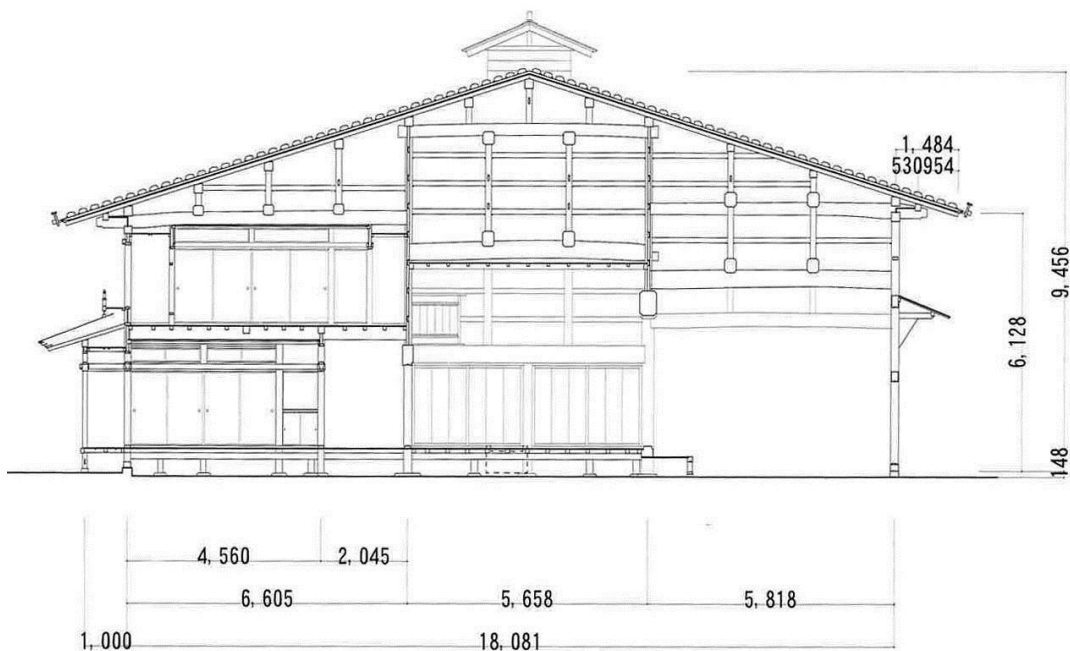 1, 484
530954
9, 456
6, 128
148
4, 560 2, 045
6, 605 5, 658 5, 818
1, 000 18, 081